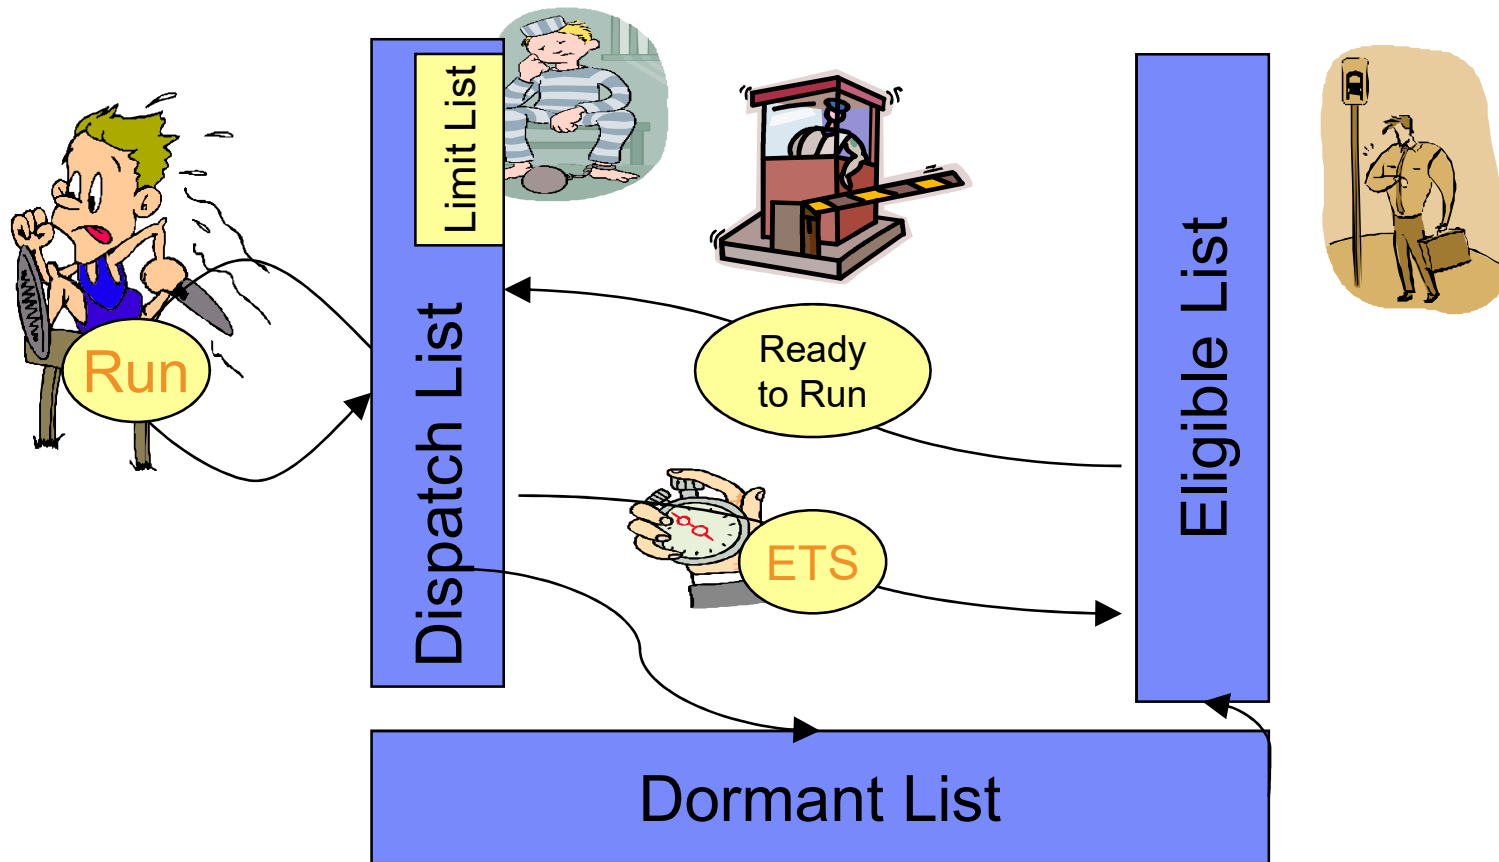 Limit List
Dispatch List
Run
Ready
to Run
ETS
Eligible List
Dormant List